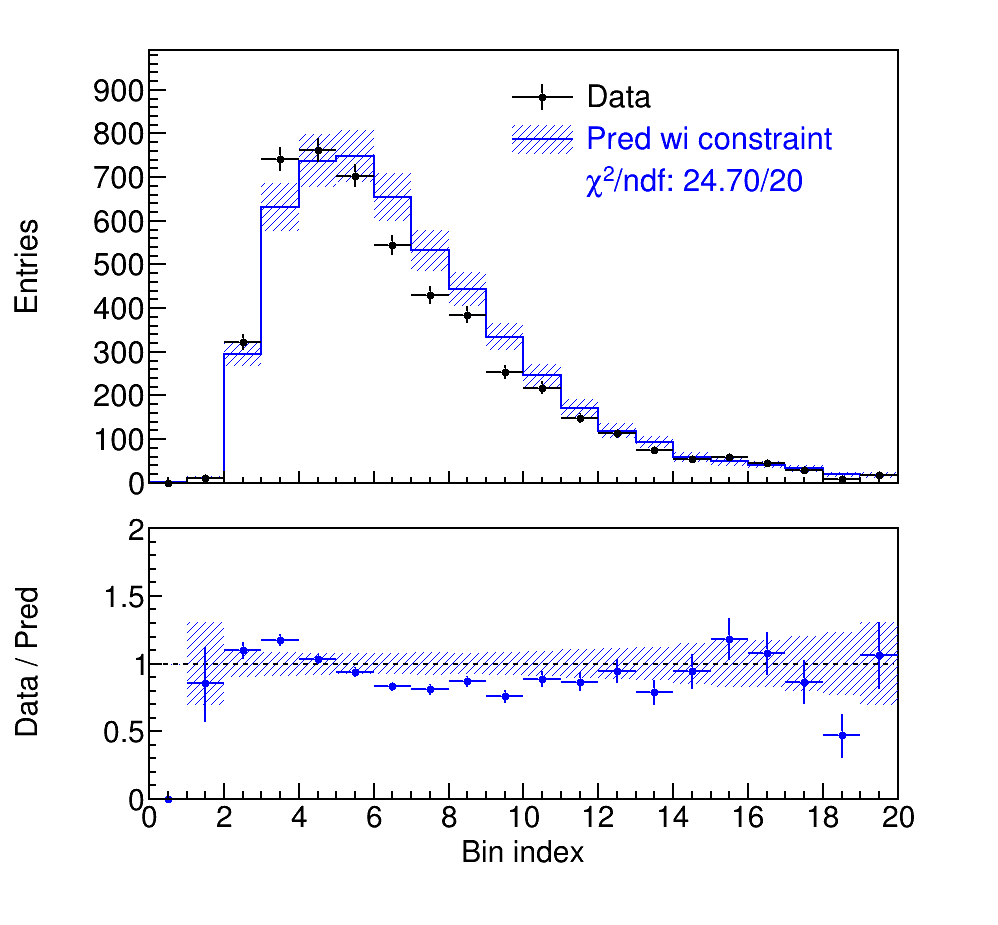 Data
Pred wi constraint
χ²/ndf: 24.70/20
Entries
900
800
700
600
500
400
300
200
100
0
Data / Pred
2
1.5
1
0.5
0
0 2 4 6 8 10 12 14 16 18 20
Bin index